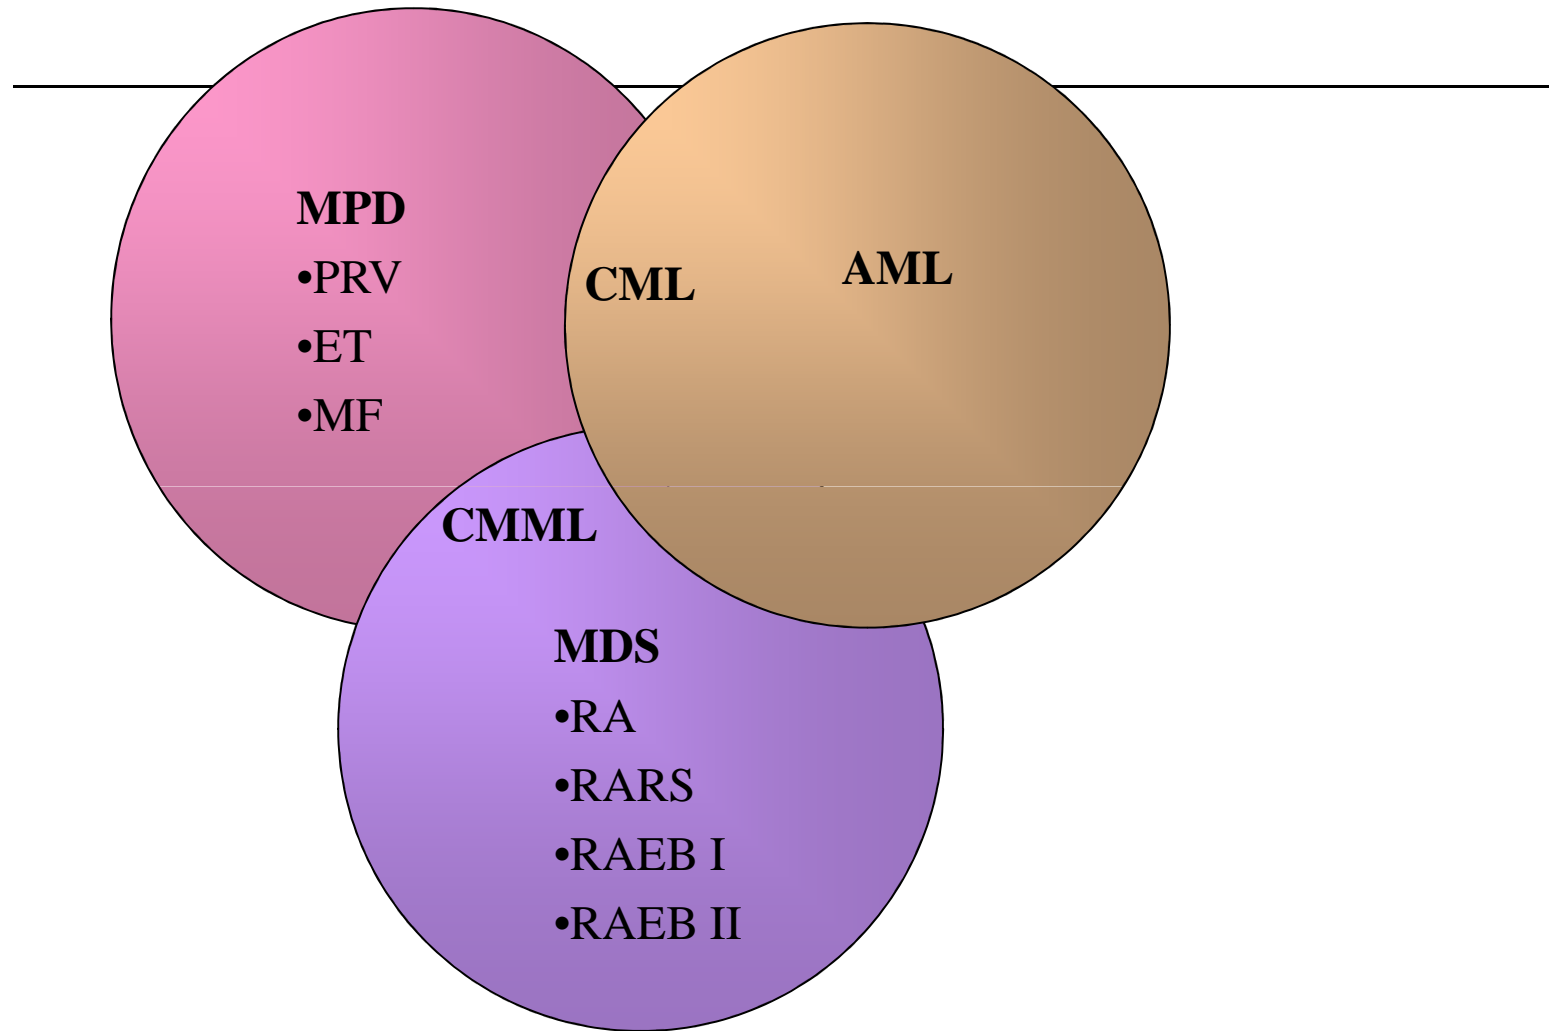 MPD
•PRV
•ET
•MF
CML
AML
CMML
MDS
•RA
•RARS
•RAEB I
•RAEB II